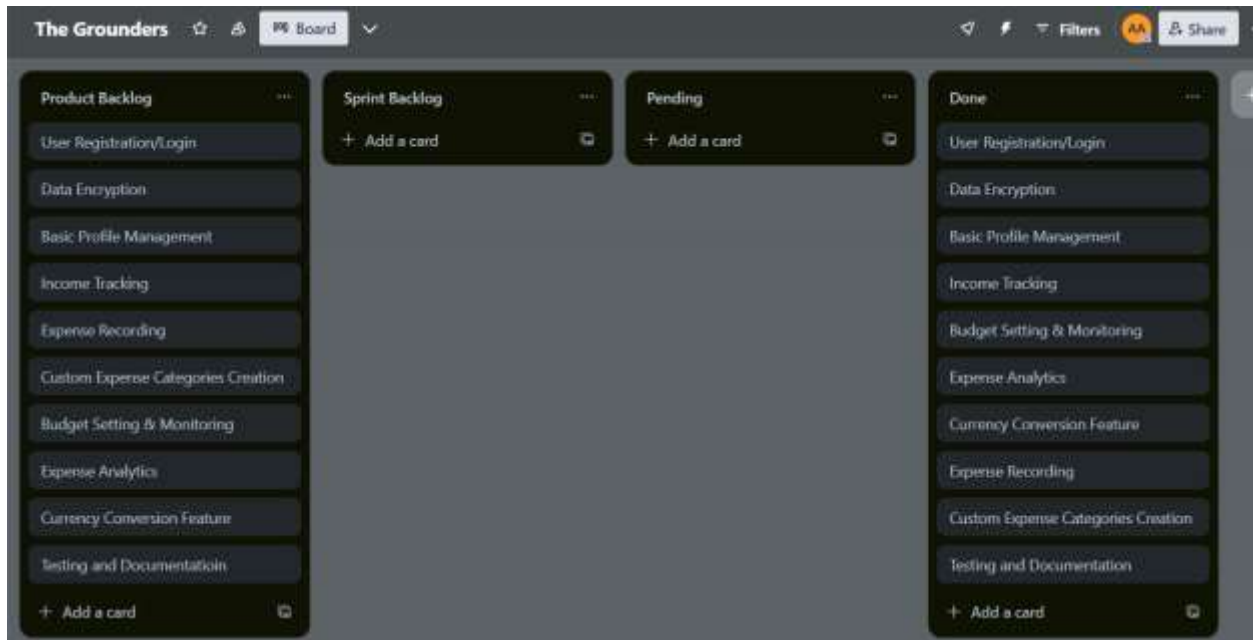 The Grounders
Board
Filters
AA
Share
Product Backlog
User Registration/Login
Data Encryption
Basic Profile Management
Income Tracking
Expense Recording
Custom Expense Categories Creation
Budget Setting & Monitoring
Expense Analytics
Currency Conversion Feature
Testing and Documentatioin
+ Add a card
Sprint Backlog
+ Add a card
Pending
+ Add a card
Done
User Registration/Login
Data Encryption
Basic Profile Management
Income Tracking
Budget Setting & Monitoring
Expense Analytics
Currency Conversion Feature
Expense Recording
Custom Expense Categories Creation
Testing and Documentation
+ Add a card